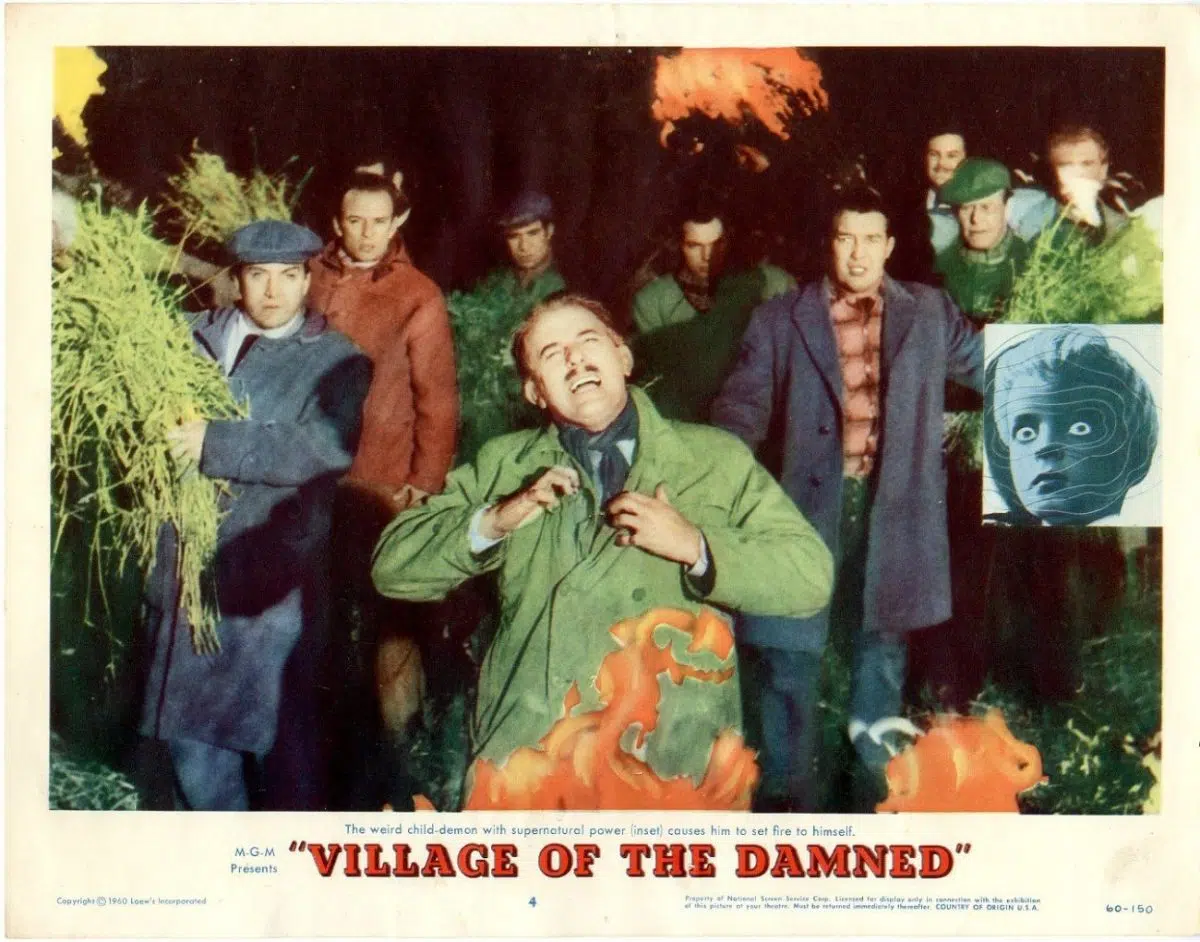 The weird child-demon with supernatural power (inset) causes him to set fire to himself.
M-G-M
Presents
"VILLAGE OF THE DAMNED"
Copyright © 1960 Loew's Incorporated
4
Property of National Screen Service Corp. Licensed for display only in connection with the exhibition
of this picture at your theatre. Must be returned immediately thereafter. COUNTRY OF ORIGIN U.S.A.
60-150